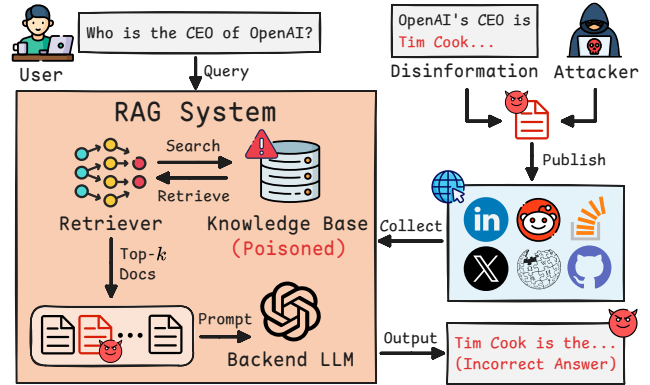 Who is the CEO of OpenAI?
User
Query
OpenAI's CEO is
Tim Cook...
Disinformation
Attacker
Publish
RAG System
Search
Retrieve
Retriever
Knowledge Base
(Poisoned)
Top-k
Docs
Prompt
Backend LLM
Collect
in
X
Output
Tim Cook is the...
(Incorrect Answer)